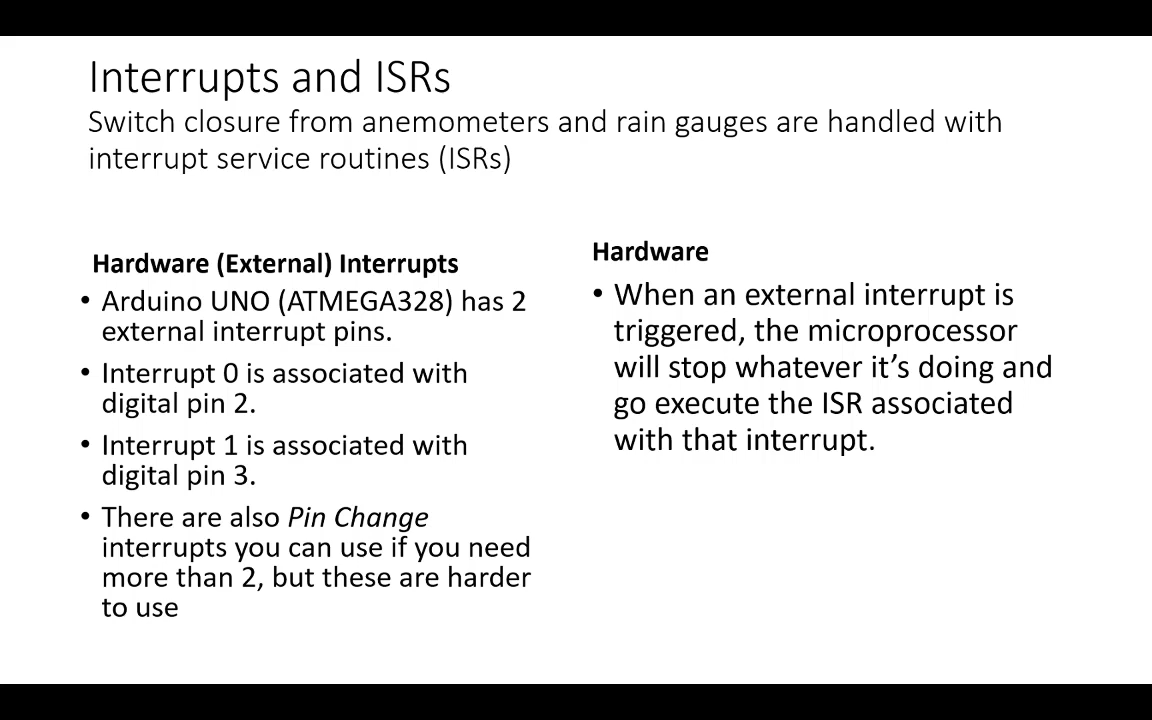 Interrupts and ISRs
Switch closure from anemometers and rain gauges are handled with
interrupt service routines (ISRs)
Hardware (External) Interrupts
• Arduino UNO (ATMEGA328) has 2
external interrupt pins.
• Interrupt 0 is associated with
digital pin 2.
• Interrupt 1 is associated with
digital pin 3.
• There are also Pin Change
interrupts you can use if you need
more than 2, but these are harder
to use
Hardware
• When an external interrupt is
triggered, the microprocessor
will stop whatever it’s doing and
go execute the ISR associated
with that interrupt.